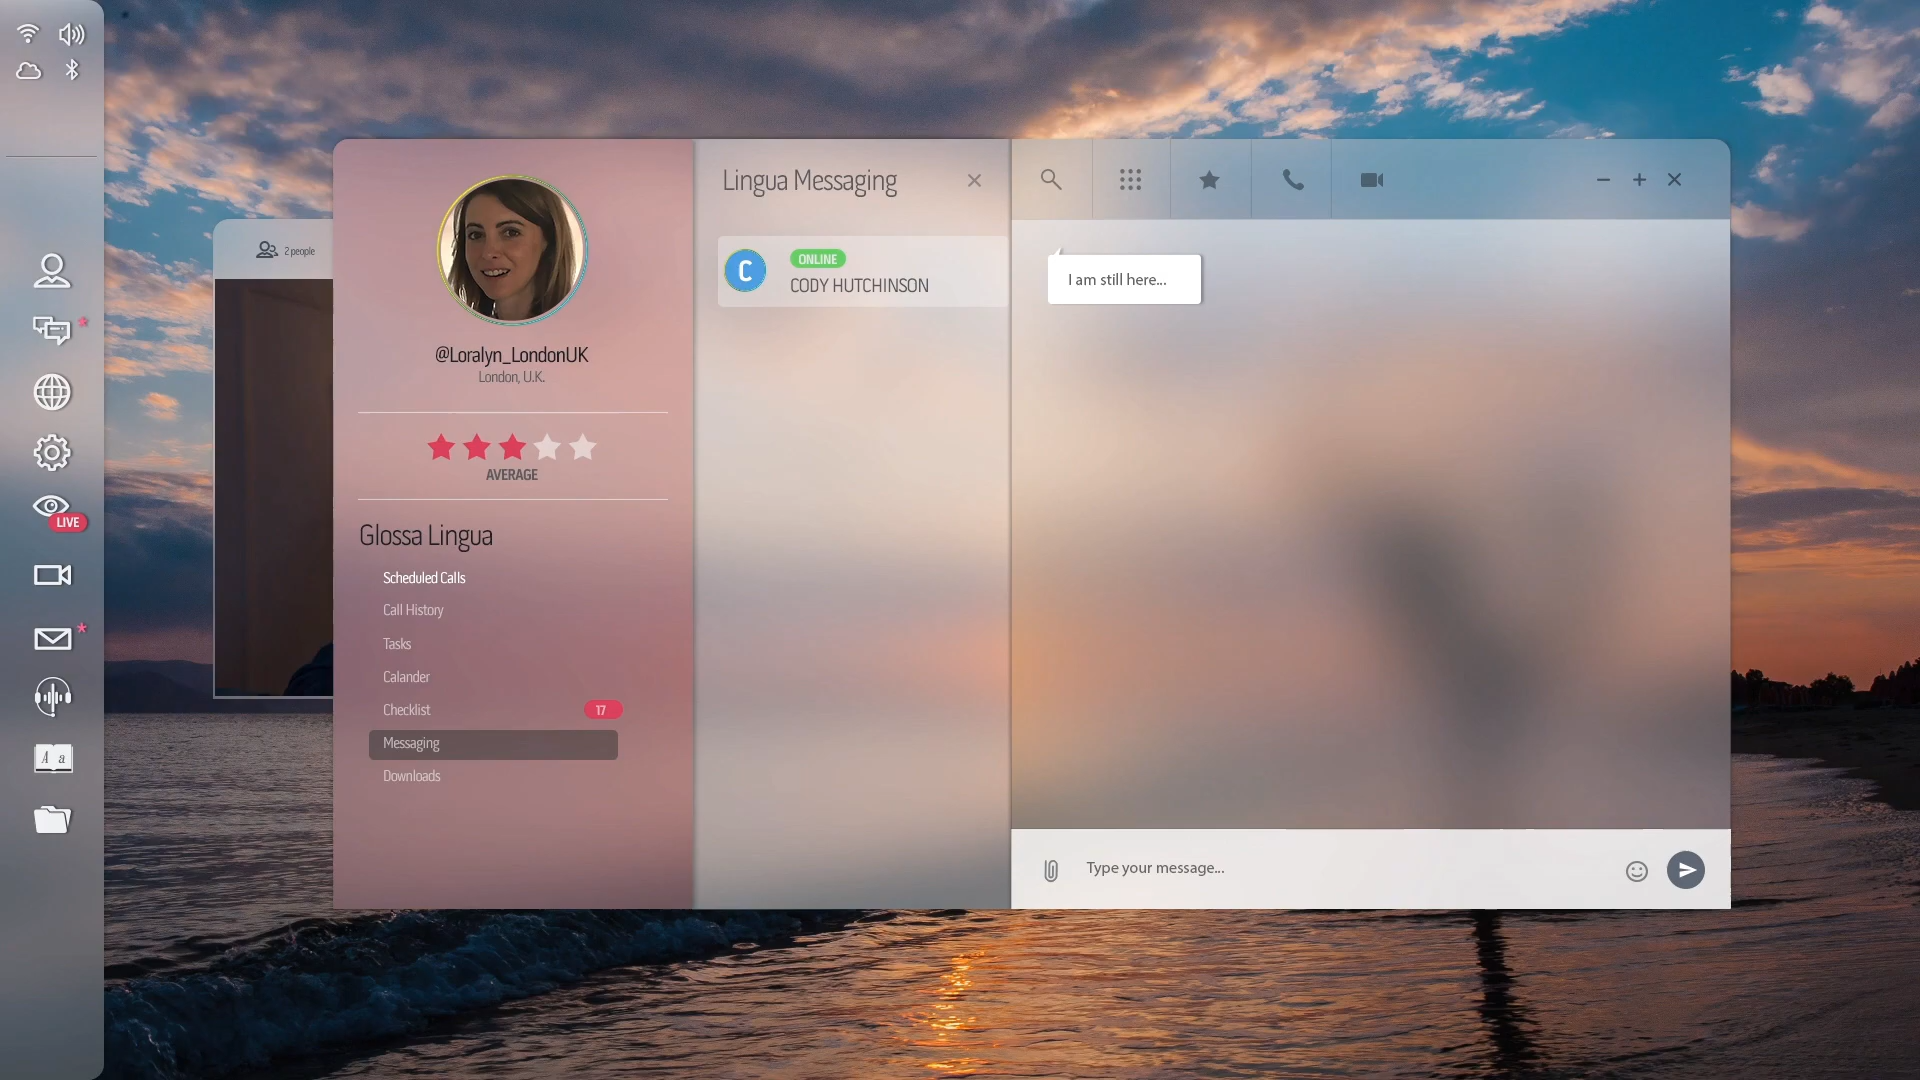 2 people
@Loralyn_LondonUK
London, U.K.
AVERAGE
Glossa Lingua
Scheduled Calls
Call History
Tasks
Calander
Checklist
17
Messaging
Downloads
Lingua Messaging
C
ONLINE
CODY HUTCHINSON
I am still here...
Type your message...
LIVE
A a